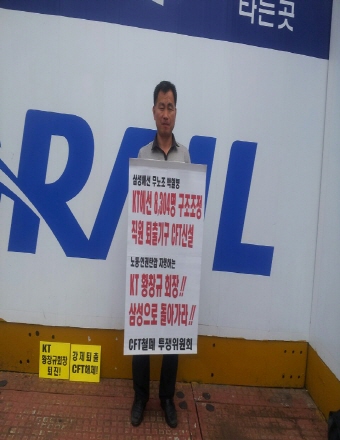 타는곳
RAIL
삼성에선 무노조 백혈병
KT에선 8,304명 구조조정
직원 퇴출기구 CFT신설
노동·인권탄압 자행하는
KT 황창규 회장!!
삼성으로 돌아가라!!
CFT철폐 투쟁위원회
KT
황창규회장
퇴진!
강제퇴출
CFT해체!